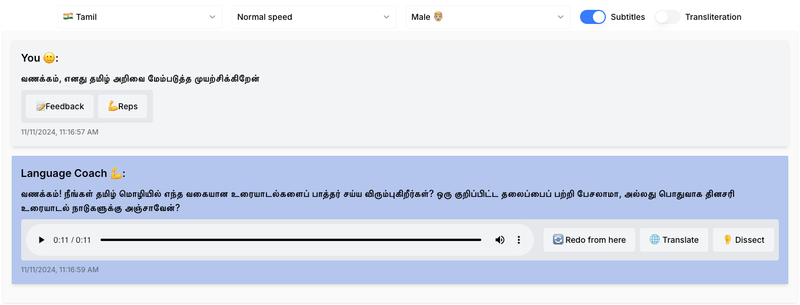 Tamil
Normal speed
Male
Subtitles
Transliteration
You:
வணக்கம், எனது தமிழ் அறிவை மேம்படுத்த முயற்சிக்கிறேன்
Feedback
Reps
11/11/2024, 11:16:57 AM
Language Coach:
வணக்கம்! நீங்கள் தமிழ் மொழியில் எந்த வகையான உரையாடல்களைப் பாத்தர் சய்ய விரும்புகிறீர்கள்? ஒரு குறிப்பிட்ட தலைப்பைப் பற்றி பேசலாமா, அல்லது பொதுவாக தினசரி
உரையாடல் நாடுகளுக்கு அஞ்சாவேன்?
0:11 / 0:11
Redo from here
Translate
Dissect
11/11/2024, 11:16:59 AM